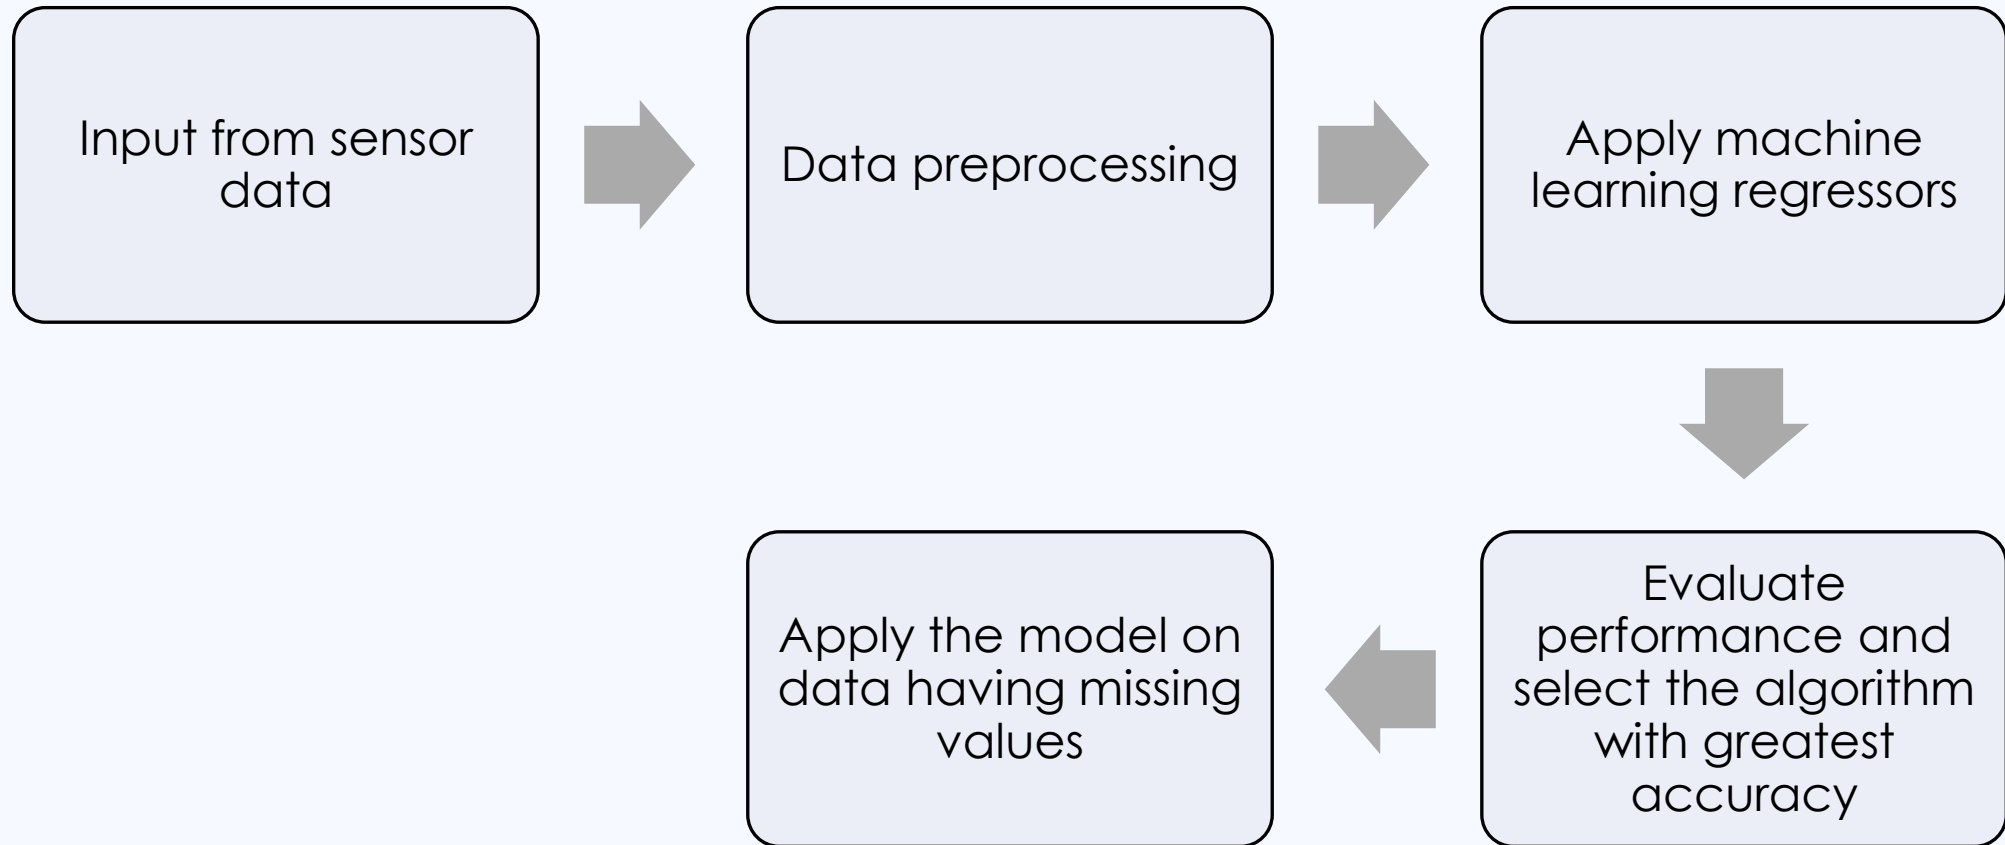 Input from sensor
data
Data preprocessing
Apply machine
learning regressors
Evaluate
performance and
select the algorithm
with greatest
accuracy
Apply the model on
data having missing
values